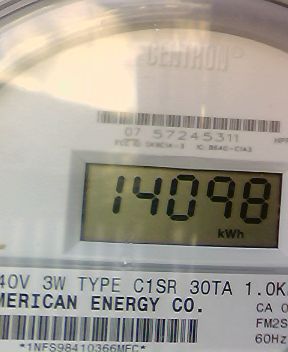 CENTRON®
07 57245311
14098
kWh
40V 3W TYPE C1SR 30TA 1.0K
MERICAN ENERGY CO.
CA 0
FM2S
60Hz
*1NFS98410366MFC*